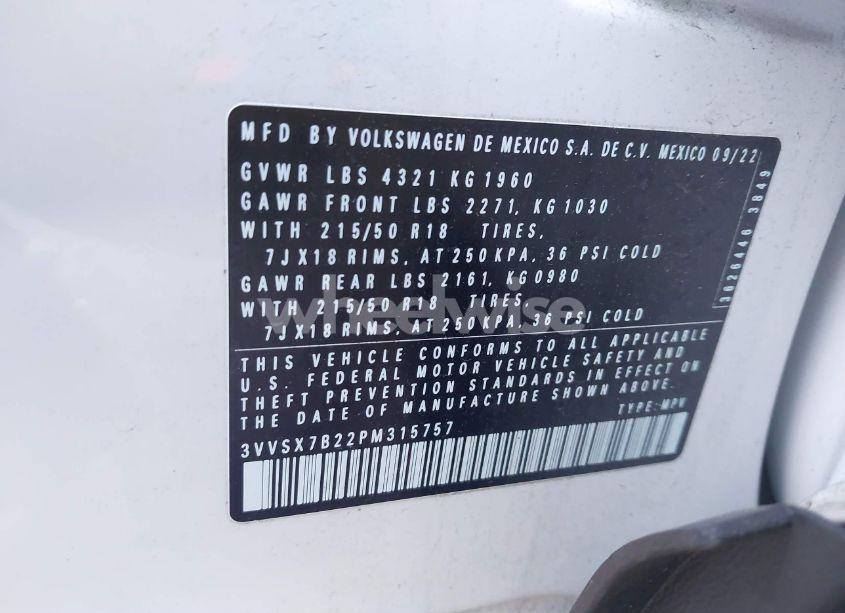 MFD BY VOLKSWAGEN DE MEXICO S.A. DE C.V. MEXICO 09/22
GVWR LBS 4321 KG 1960
GAWR FRONT LBS 2271, KG 1030
WITH 215/50 R18 TIRES,
7JX18 RIMS, AT 250 KPA, 36 PSI COLD
GAWR REAR LBS 2161, KG 0980
WITH 215/50 R18 TIRES,
7JX18 RIMS, AT 250 KPA, 36 PSI COLD
3626446 3849
wheelwise
THIS VEHICLE CONFORMS TO ALL APPLICABLE
U.S. FEDERAL MOTOR VEHICLE SAFETY AND
THEFT PREVENTION STANDARDS IN EFFECT ON
THE DATE OF MANUFACTURE SHOWN ABOVE.
TYPE: MPV
3VVSX7B22PM315757